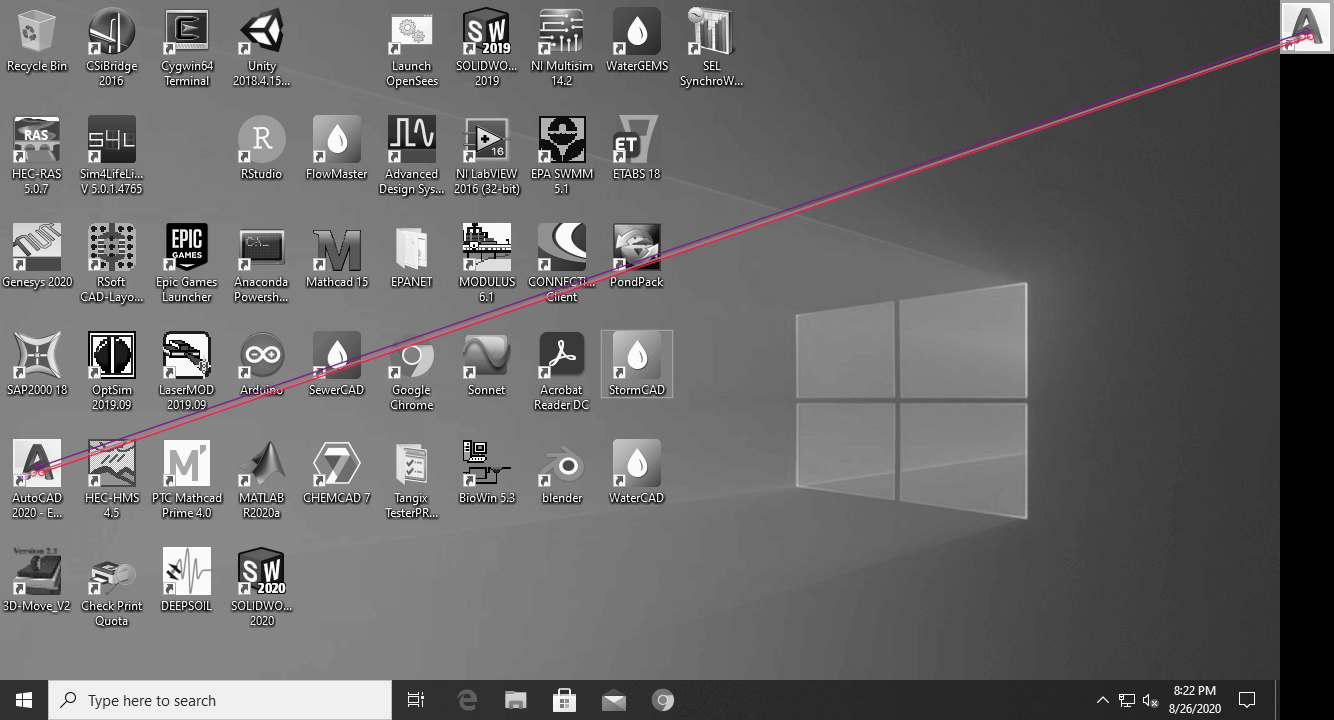 Recycle Bin
CSiBridge
2016
Cygwin64
Terminal
Unity
2018.4.15...
Launch
OpenSees
SW
2019
SOLIDWO...
2019
NI Multisim
14.2
WaterGEMS
SEL
SynchroW...
RAS
HEC-RAS
5.0.7
S4L
Sim4LifeLi...
V 5.0.1.4765
R
RStudio
FlowMaster
Advanced
Design Sys...
16
NI LabVIEW
2016 (32-bit)
EPA SWMM
5.1
ET
ETABS 18
Genesys 2020
RSoft
CAD-Layo...
EPIC
GAMES
Epic Games
Launcher
C:\_
Anaconda
Powersh...
M
Mathcad 15
EPANET
MODULUS
6.1
CONNECTI...
Client
PondPack
SAP2000 18
OptSim
2019.09
LaserMOD
2019.09
Arduino
SewerCAD
Google
Chrome
Sonnet
Acrobat
Reader DC
StormCAD
A
AutoCAD
2020 - E...
HEC-HMS
4.5
M'
PTC Mathcad
Prime 4.0
MATLAB
R2020a
CHEMCAD 7
Tangix
TesterPR...
BioWin 5.3
blender
WaterCAD
Version 2.1
3D-Move_V2
Check Print
Quota
DEEPSOIL
SW
2020
SOLIDWO...
2020
A
Type here to search
8:22 PM
8/26/2020